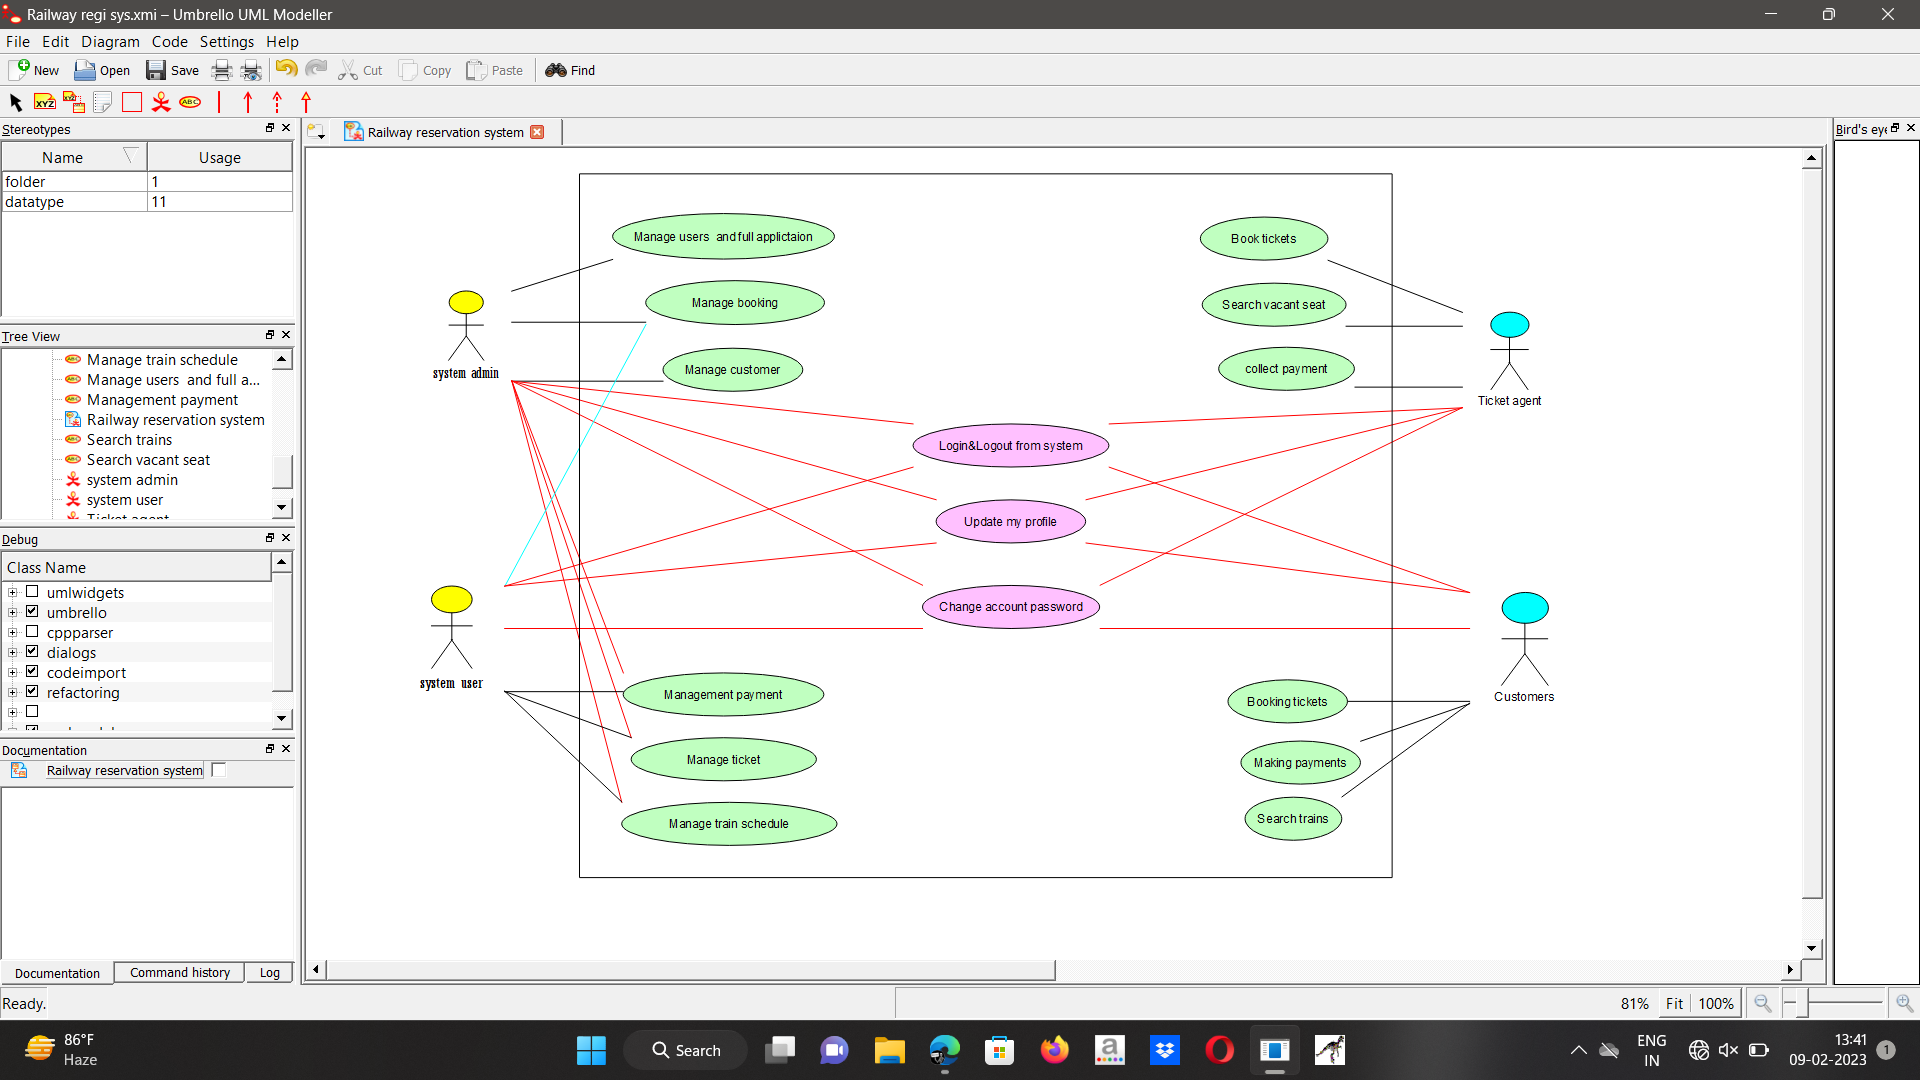 Railway regi sys.xmi – Umbrello UML Modeller
File Edit Diagram Code Settings Help
New Open Save Cut Copy Paste Find
XYZ XYZ ABC
Stereotypes
Name Usage
folder 1
datatype 11
Tree View
Manage train schedule
Manage users and full a...
Management payment
Railway reservation system
Search trains
Search vacant seat
system admin
system user
Ticket agent
Debug
Class Name
umlwidgets
umbrello
cppparser
dialogs
codeimport
refactoring
Documentation
Railway reservation system
Documentation Command history Log
Ready.
Railway reservation system
Bird's eye
Manage users and full applictaion
Manage booking
Manage customer
system admin
Book tickets
Search vacant seat
collect payment
Ticket agent
Login&Logout from system
Update my profile
Change account password
system user
Customers
Management payment
Manage ticket
Manage train schedule
Booking tickets
Making payments
Search trains
81% Fit 100%
86°F
Haze
Search
ENG
IN
13:41
09-02-2023
1